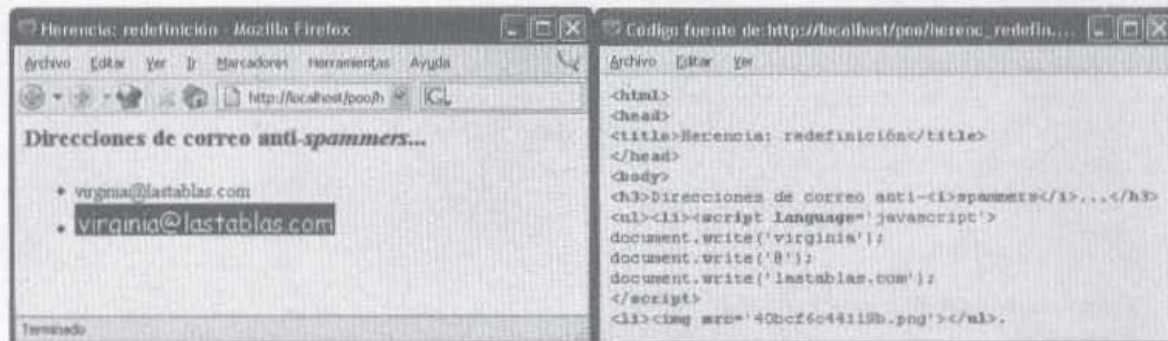 Herencia: redefinición - Mozilla Firefox
Archivo Editar Ver Ir Marcadores Herramientas Ayuda
http://localhost/poo/h
Direcciones de correo anti-spammers...
virginia@lastablas.com
virginia@lastablas.com
Terminado
Código fuente de: http://localhost/poo/herenc_redefin....
Archivo Editar Ver
<html>
<head>
<title>Herencia: redefinición</title>
</head>
<body>
<h3>Direcciones de correo anti-<i>spammers</i>...</h3>
<ul><li><script language='javascript'>
document.write('virginia');
document.write('@');
document.write('lastablas.com');
</script>
<li><img src='40bcf6c44119b.png'></ul>.